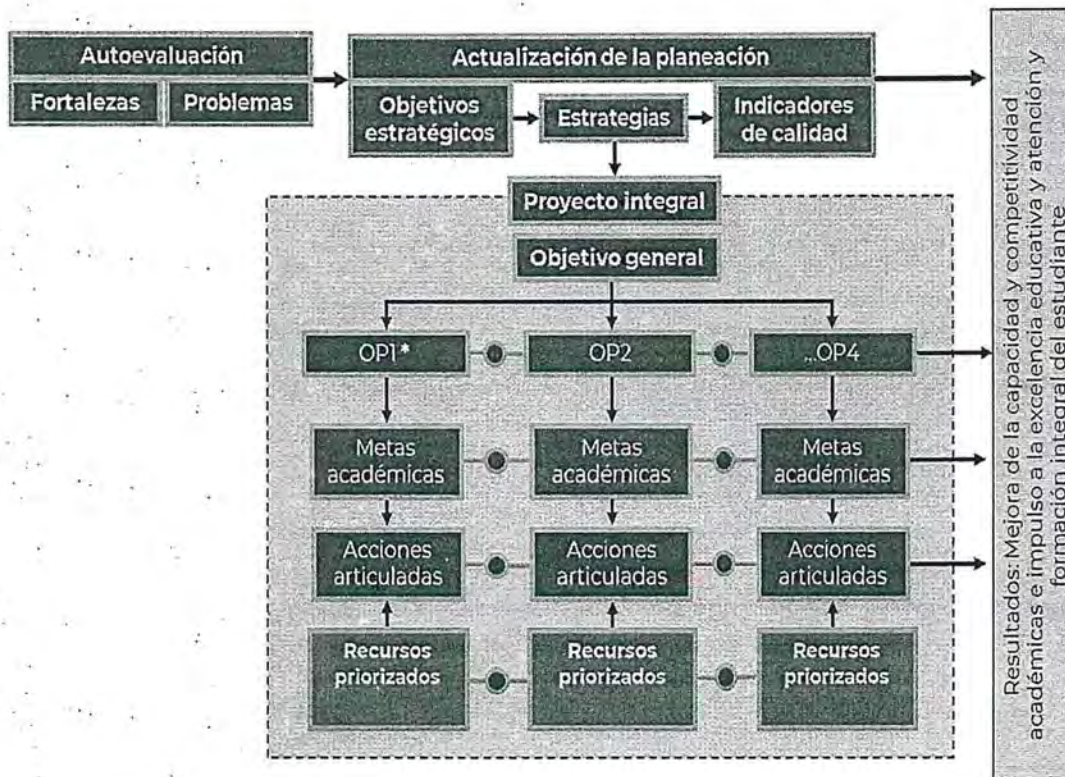 Autoevaluación
Fortalezas
Problemas
Actualización de la planeación
Objetivos
estratégicos
Estrategias
Indicadores
de calidad
Proyecto integral
Objetivo general
OP1*
OP2
...OP4
Metas
académicas
Metas
académicas
Metas
académicas
Acciones
articuladas
Acciones
articuladas
Acciones
articuladas
Recursos
priorizados
Recursos
priorizados
Recursos
priorizados
Resultados: Mejora de la capacidad y competitividad
académicas e impulso a la excelencia educativa y atención y
formación integral del estudiante